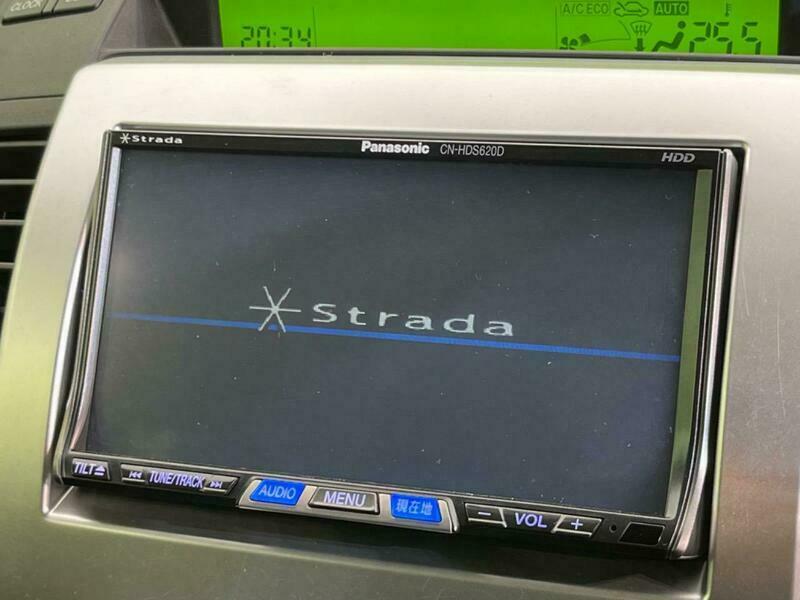 CLOCK
A/C ECO AUTO
20:34 25.5
Strada Panasonic CN-HDS620D HDD
Strada
TILT TUNE/TRACK AUDIO MENU 現在地 - VOL +